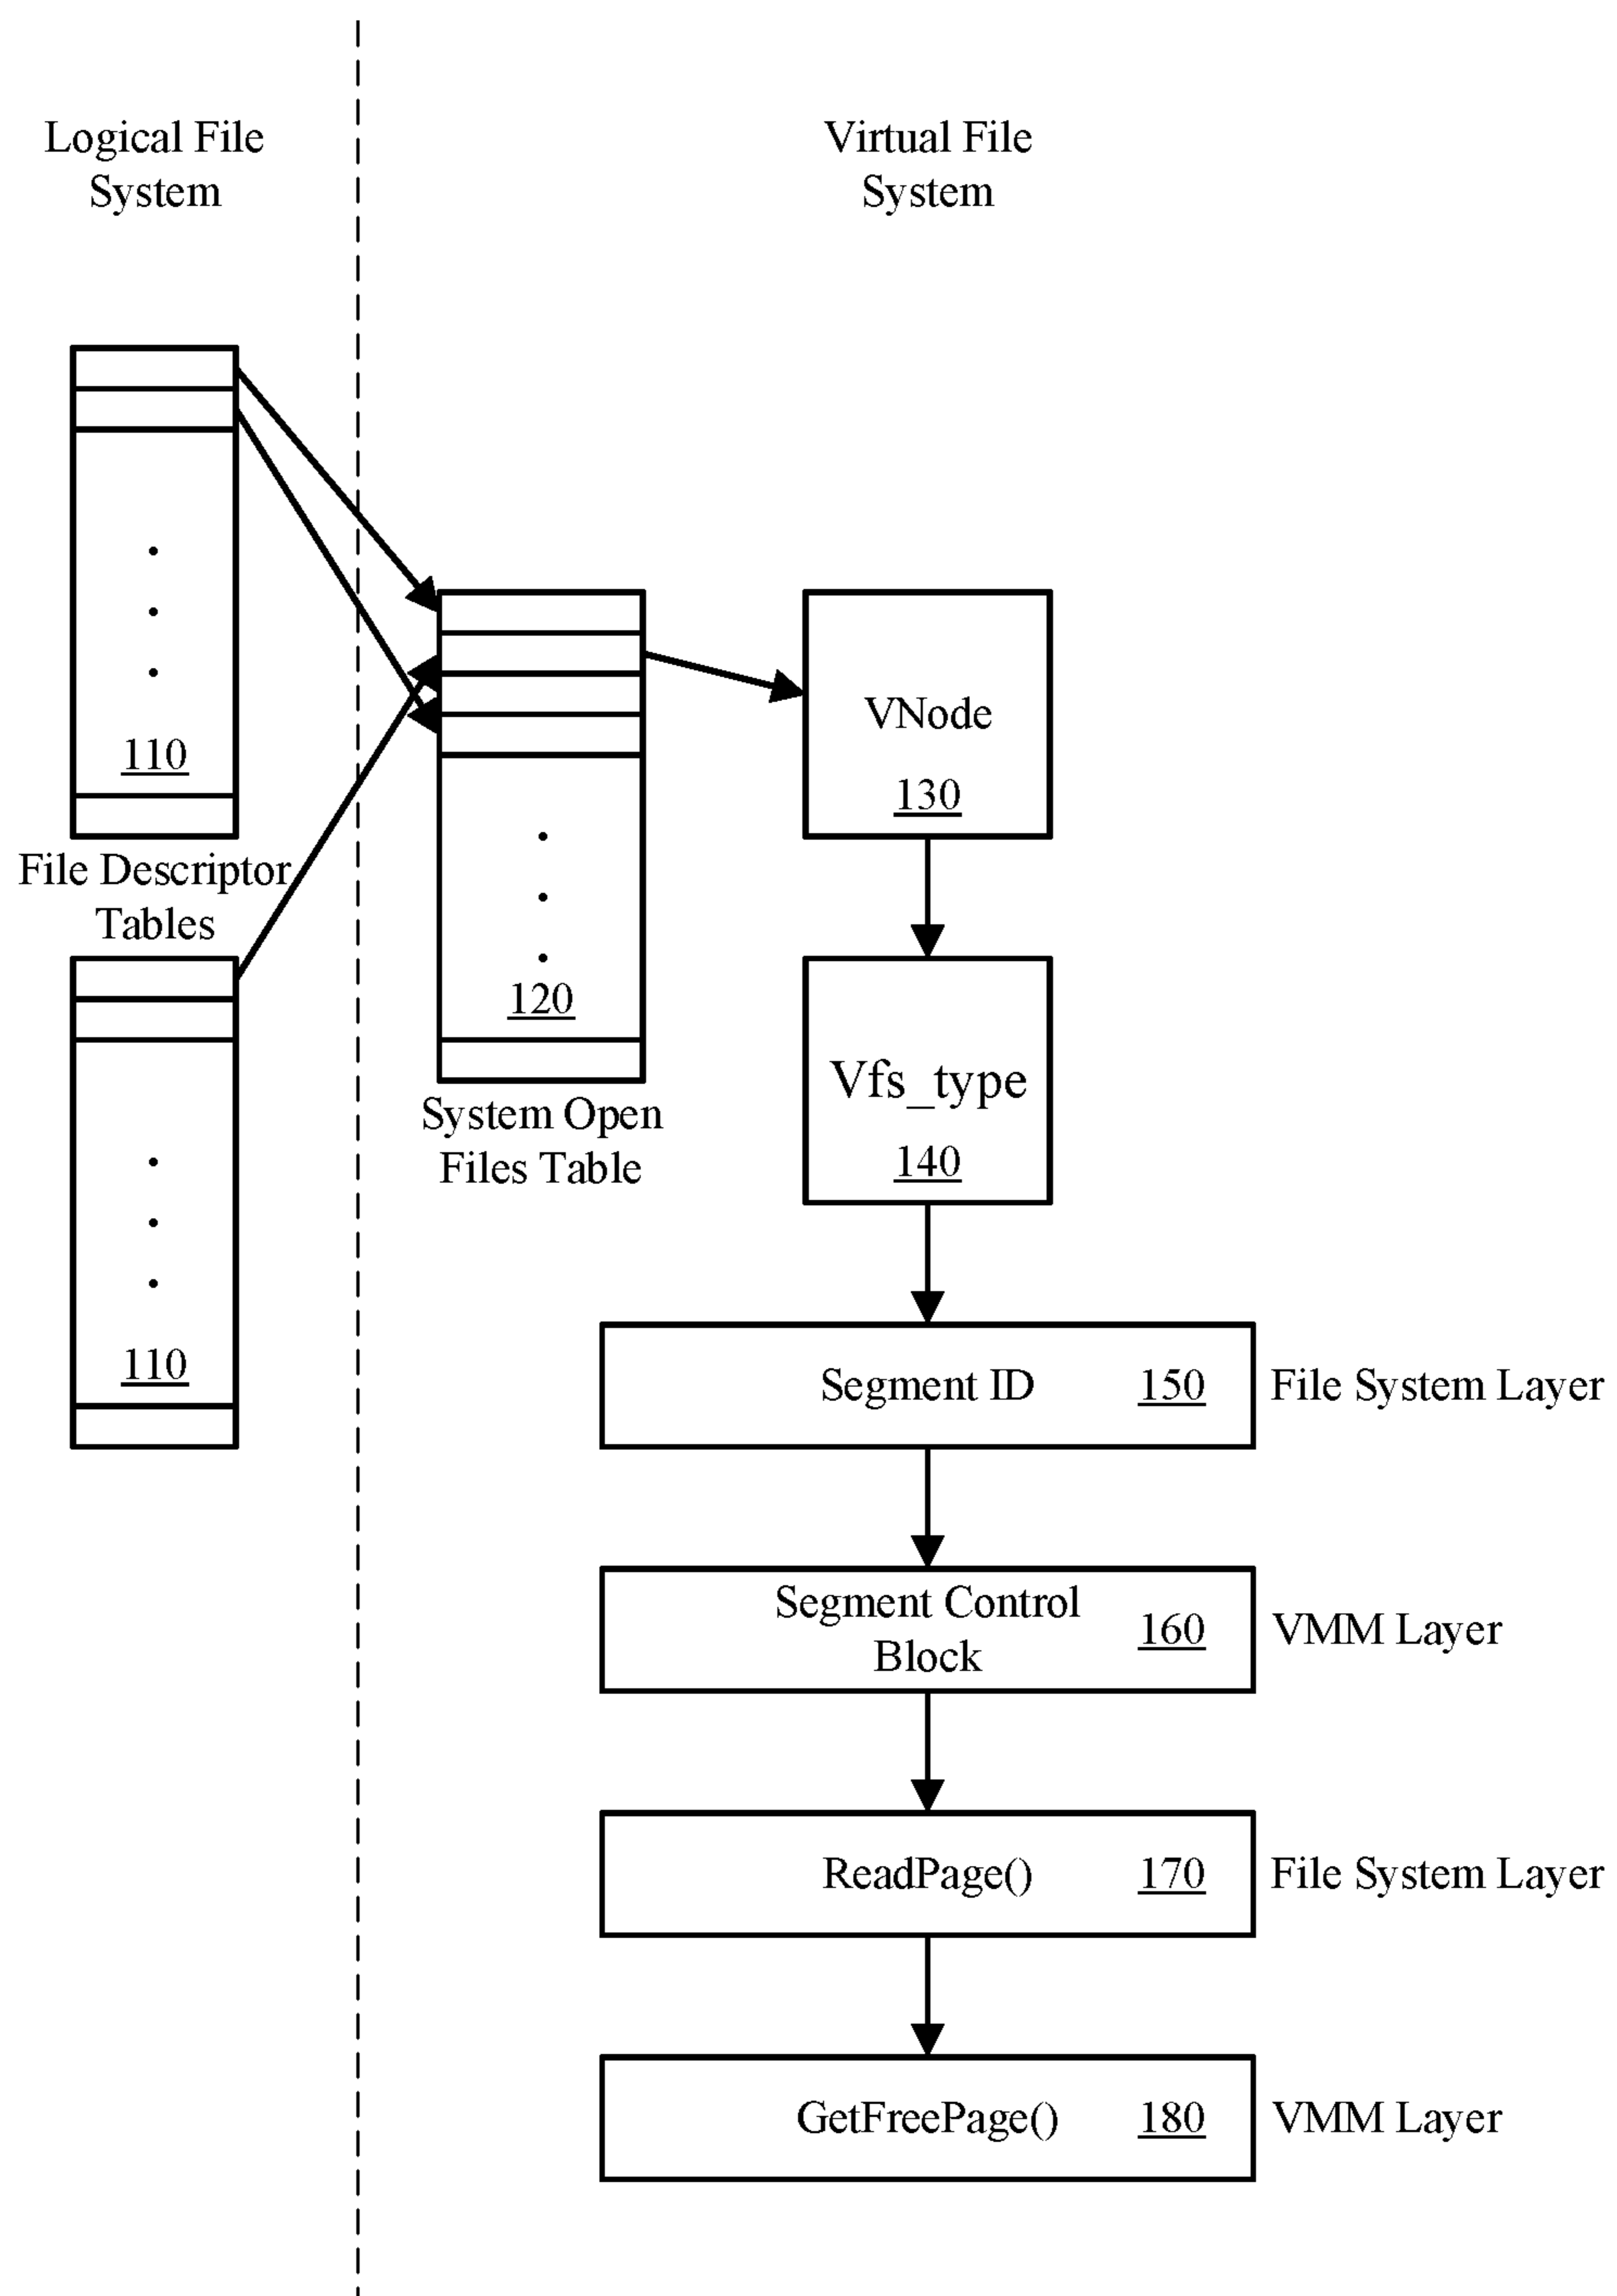 Logical File
System
Virtual File
System
110
File Descriptor
Tables
110
120
System Open
Files Table
VNode
130
Vfs_type
140
Segment ID 150 File System Layer
Segment Control
Block
160 VMM Layer
ReadPage() 170 File System Layer
GetFreePage() 180 VMM Layer